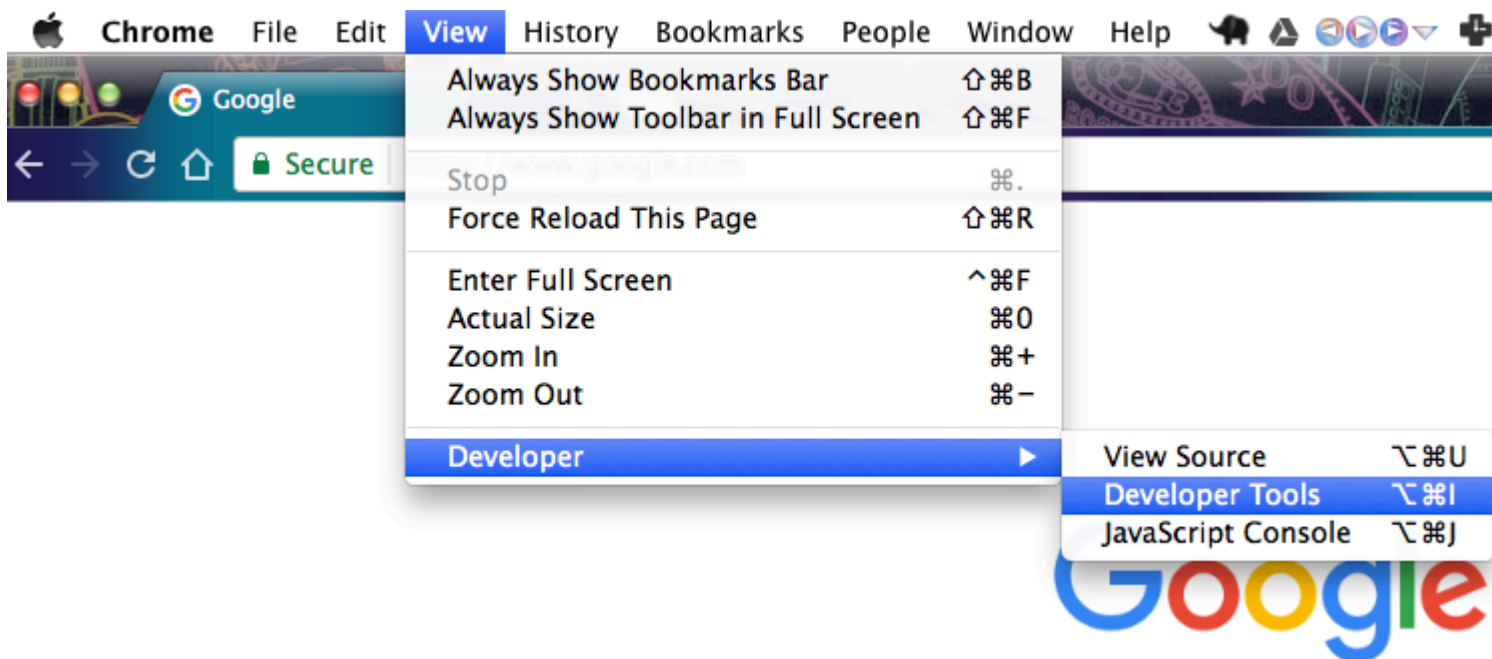 Chrome File Edit View History Bookmarks People Window Help
Google
Secure
Always Show Bookmarks Bar ⇧⌘B
Always Show Toolbar in Full Screen ⇧⌘F
Stop ⌘.
Force Reload This Page ⇧⌘R
Enter Full Screen ^⌘F
Actual Size ⌘0
Zoom In ⌘+
Zoom Out ⌘−
Developer ▶
View Source ⌥⌘U
Developer Tools ⌥⌘I
JavaScript Console ⌥⌘J
Google